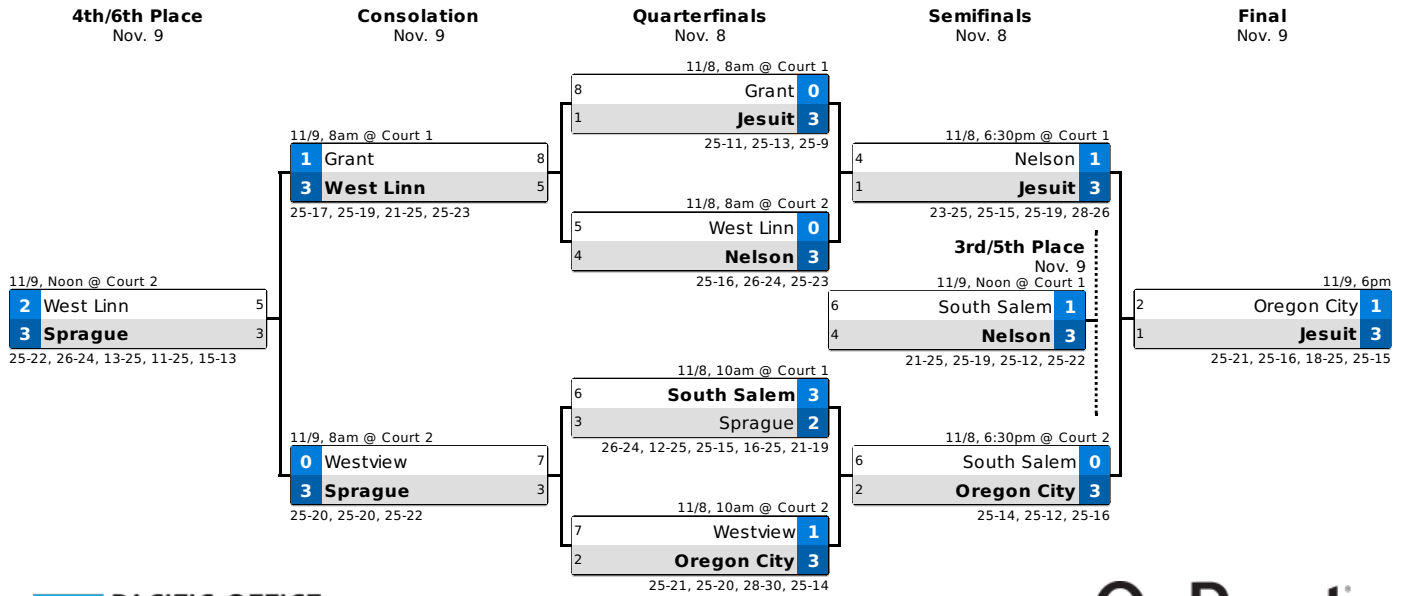 4th/6th Place
Nov. 9
Consolation
Nov. 9
Quarterfinals
Nov. 8
Semifinals
Nov. 8
Final
Nov. 9
11/9, Noon @ Court 2
2 West Linn 5
3 Sprague 3
25-22, 26-24, 13-25, 11-25, 15-13
11/9, 8am @ Court 1
1 Grant 8
3 West Linn 5
25-17, 25-19, 21-25, 25-23
11/9, 8am @ Court 2
0 Westview 7
3 Sprague 3
25-20, 25-20, 25-22
11/8, 8am @ Court 1
8 Grant 0
1 Jesuit 3
25-11, 25-13, 25-9
11/8, 8am @ Court 2
5 West Linn 0
4 Nelson 3
25-16, 26-24, 25-23
11/8, 10am @ Court 1
6 South Salem 3
3 Sprague 2
26-24, 12-25, 25-15, 16-25, 21-19
11/8, 10am @ Court 2
7 Westview 1
2 Oregon City 3
25-21, 25-20, 28-30, 25-14
11/8, 6:30pm @ Court 1
4 Nelson 1
1 Jesuit 3
23-25, 25-15, 25-19, 28-26
3rd/5th Place
Nov. 9
11/9, Noon @ Court 1
6 South Salem 1
4 Nelson 3
21-25, 25-19, 25-12, 25-22
11/8, 6:30pm @ Court 2
6 South Salem 0
2 Oregon City 3
25-14, 25-12, 25-16
11/9, 6pm
2 Oregon City 1
1 Jesuit 3
25-21, 25-16, 18-25, 25-15
PACIFIC OFFICE